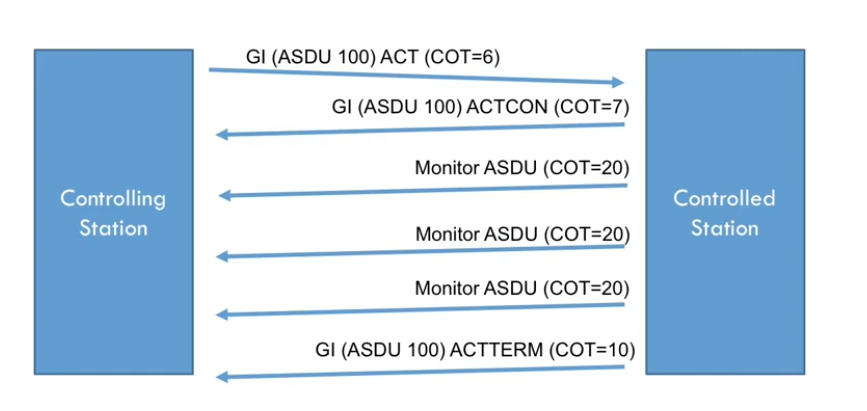 GI (ASDU 100) ACT (COT=6)
GI (ASDU 100) ACTCON (COT=7)
Monitor ASDU (COT=20)
Controlling
Station
Controlled
Station
Monitor ASDU (COT=20)
Monitor ASDU (COT=20)
GI (ASDU 100) ACTTERM (COT=10)